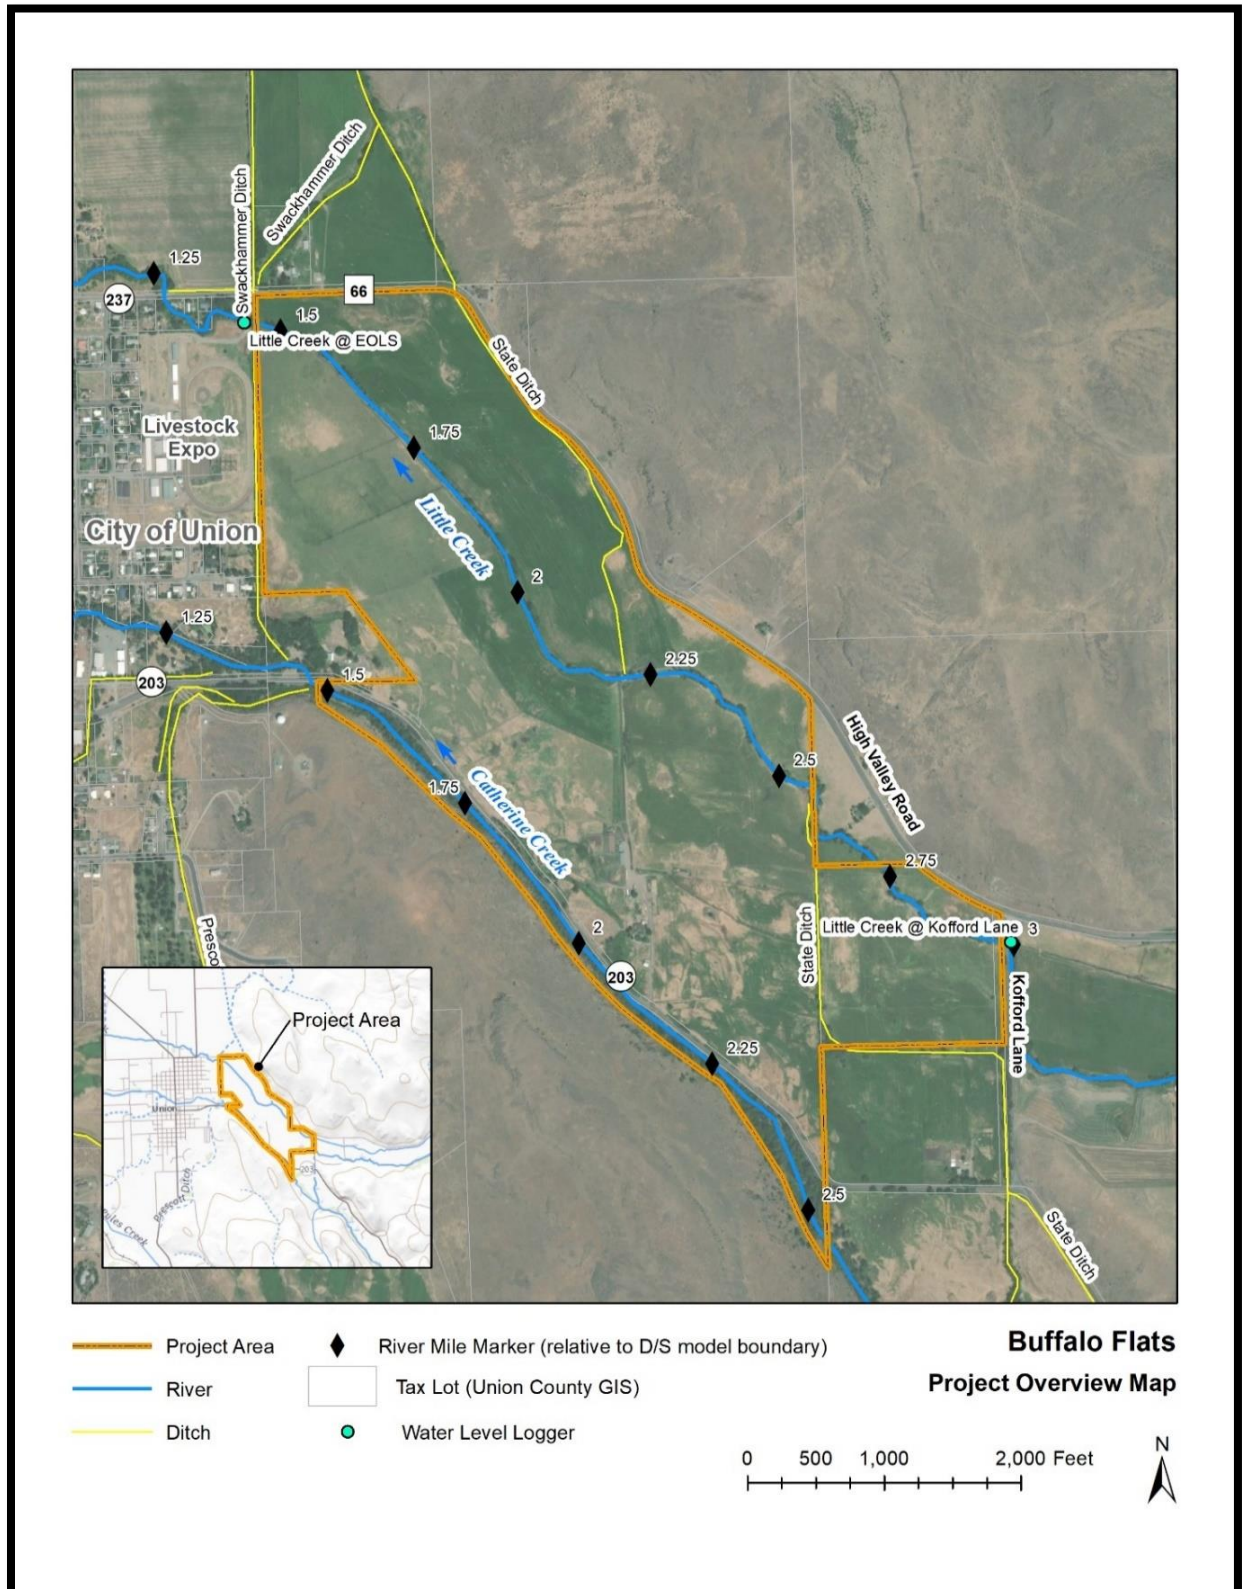 Swackhammer Ditch
Swackhammer Ditch
1.25
237
66
1.5
Little Creek @ EOLS
State Ditch
Livestock
Expo
1.75
Little Creek
City of Union
2
1.25
2.25
203
1.5
High Valley Road
2.5
1.75
Catherine Creek
2.75
Presco
2
State Ditch
Little Creek @ Kofford Lane
3
203
Kofford Lane
2.25
2.5
State Ditch
Project Area
Union
203
Prescott Ditch
Project Area
River Mile Marker (relative to D/S model boundary)
Buffalo Flats
River
Tax Lot (Union County GIS)
Project Overview Map
Ditch
Water Level Logger
N
0 500 1,000 2,000 Feet